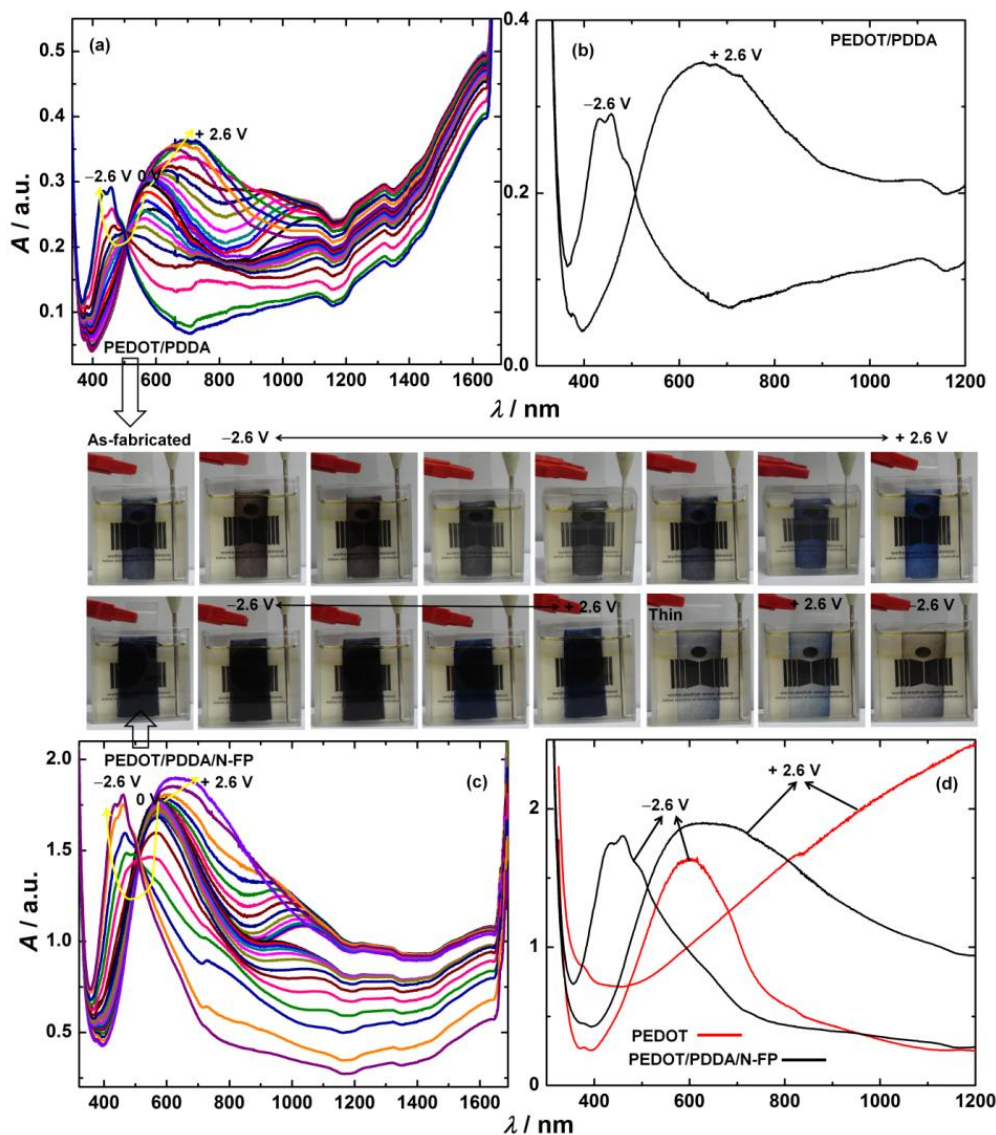 (a)
A / a.u.
0.5
0.4
0.3
0.2
0.1
−2.6 V 0 V
+ 2.6 V
400 600 800 1000 1200 1400 1600
PEDOT/PDDA
(b)
PEDOT/PDDA
0.4
0.2
0.0
−2.6 V
+ 2.6 V
400 600 800 1000 1200
λ / nm
As-fabricated
−2.6 V
+ 2.6 V
−2.6 V
+ 2.6 V
Thin
+ 2.6 V
−2.6 V
PEDOT/PDDA/N-FP
(c)
A / a.u.
2.0
1.5
1.0
0.5
−2.6 V
0 V
+ 2.6 V
400 600 800 1000 1200 1400 1600
(d)
2
1
0
−2.6 V
+ 2.6 V
PEDOT
PEDOT/PDDA/N-FP
400 600 800 1000 1200
λ / nm